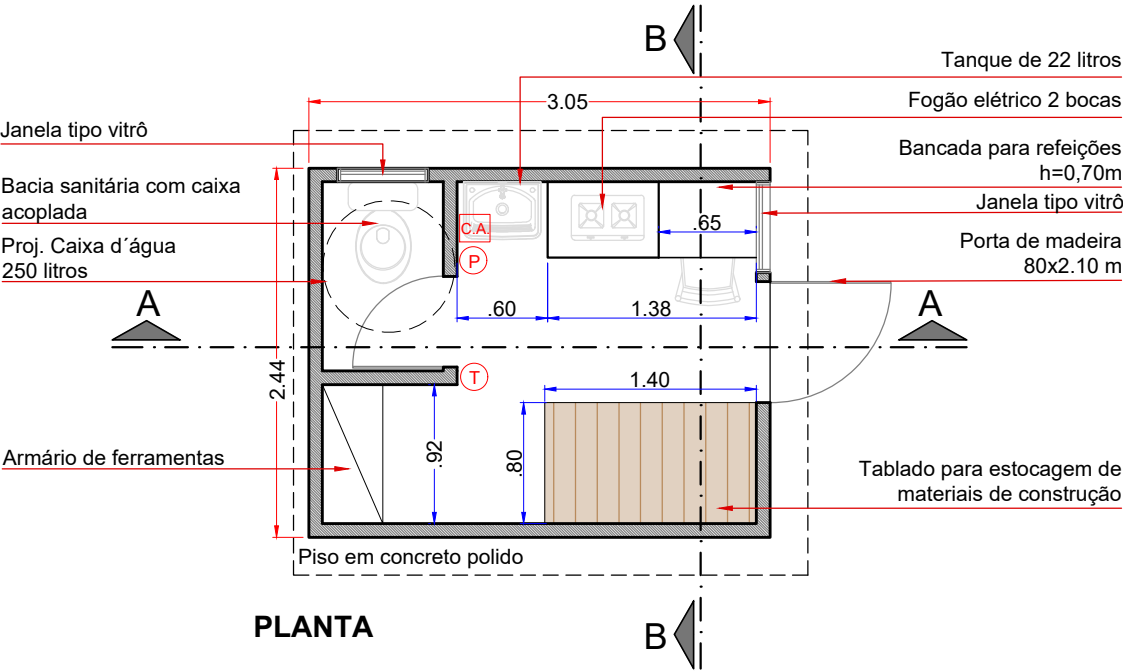 B
Tanque de 22 litros
3.05
Fogão elétrico 2 bocas
Janela tipo vitrô
Bancada para refeições
h=0,70m
Bacia sanitária com caixa
acoplada
Janela tipo vitrô
C.A.
.65
Proj. Caixa d´água
250 litros
P
Porta de madeira
80x2.10 m
A
.60
1.38
A
2.44
T
1.40
.92
.80
Armário de ferramentas
Tablado para estocagem de
materiais de construção
Piso em concreto polido
PLANTA
B